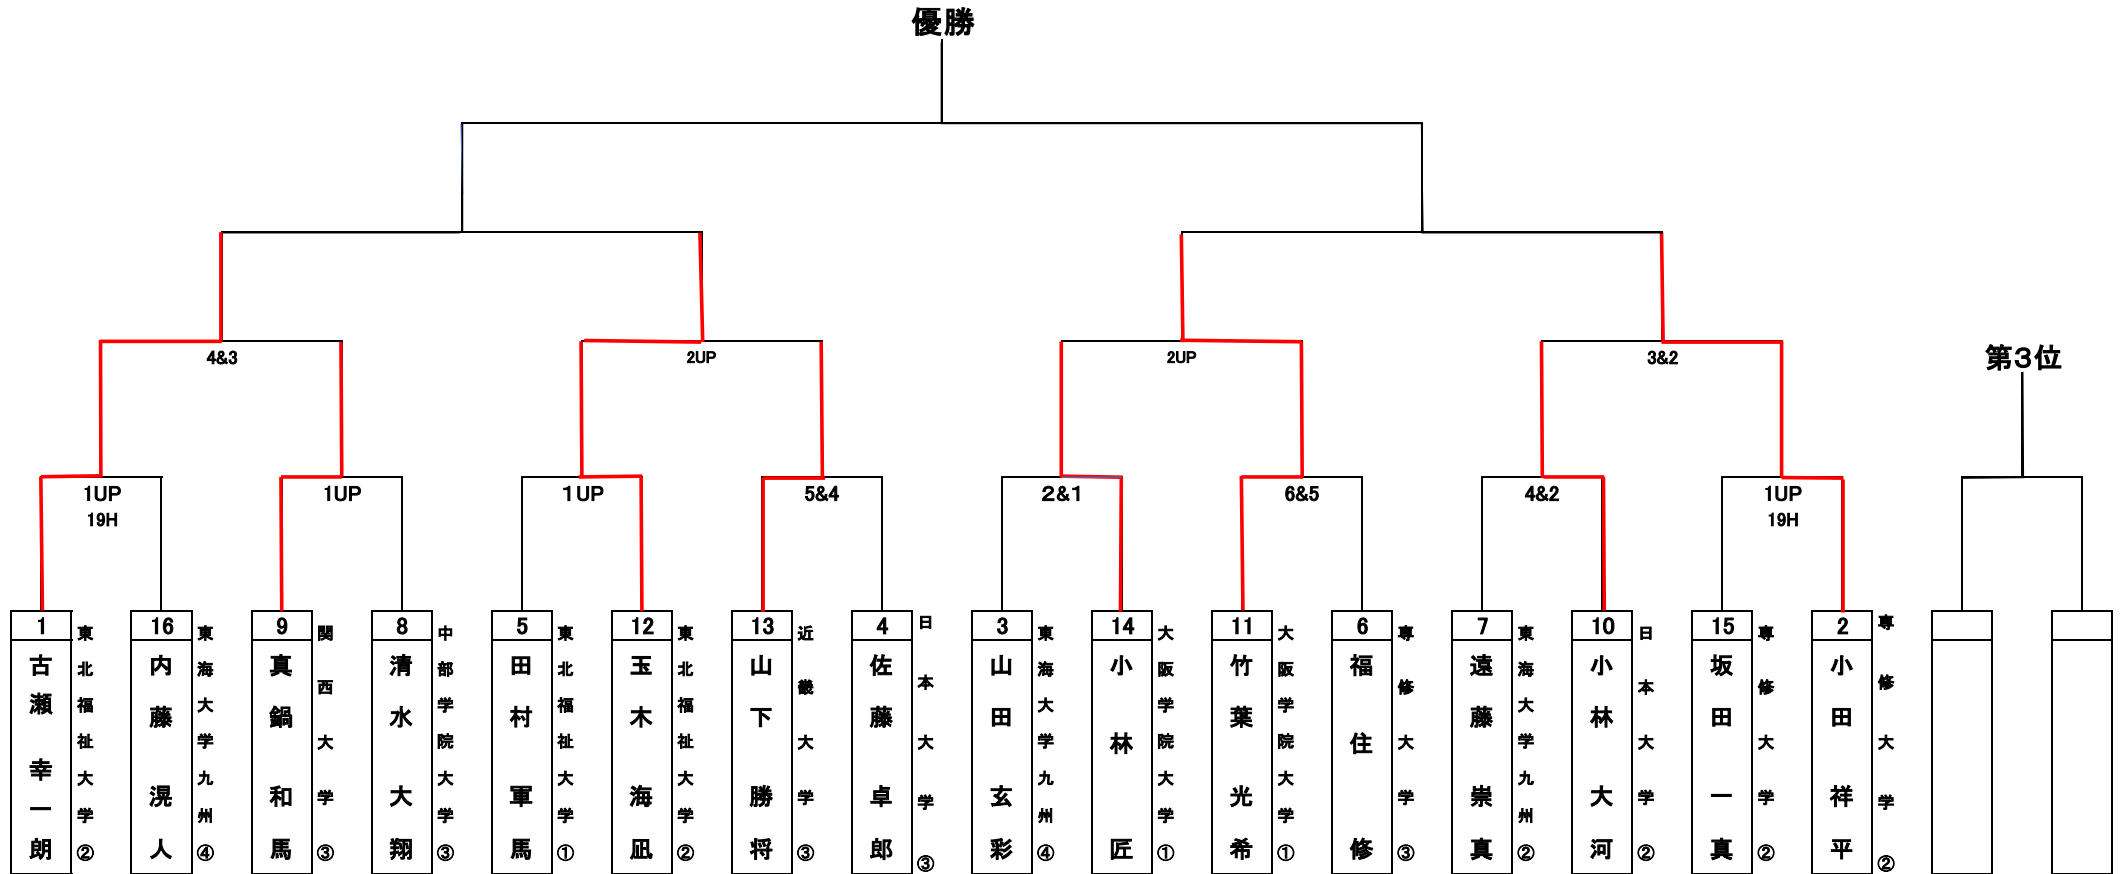 優勝
4&3
2UP
2UP
3&2
第3位
1UP
19H
1UP
1UP
5&4
2&1
6&5
4&2
1UP
19H
1
古瀬 幸一朗
東北福祉大学②
16
内藤 滉人
東海大学九州④
9
真鍋 和馬
関西大学③
8
清水 大翔
中部学院大学③
5
田村 軍馬
東北福祉大学①
12
玉木 海凪
東北福祉大学②
13
山下 勝将
近畿大学③
4
佐藤 卓郎
日本大学③
3
山田 玄彩
東海大学九州④
14
小林 匠
大阪学院大学①
11
竹葉 光希
大阪学院大学①
6
福住 修
専修大学③
7
遠藤 崇真
東海大学九州②
10
小林 大河
日本大学②
15
坂田 一真
専修大学②
2
小田 祥平
専修大学②